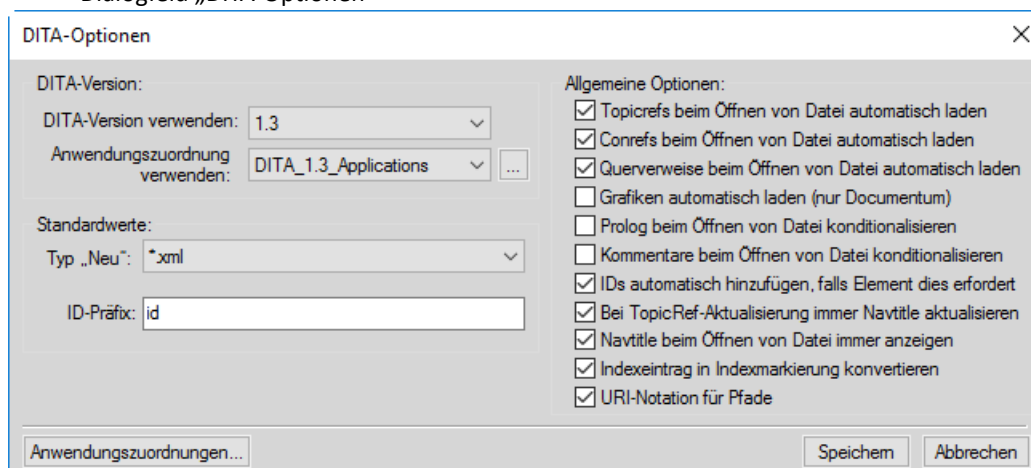 Dialogfeld „DITA-Optionen“
DITA-Optionen
DITA-Version:
DITA-Version verwenden: 1.3
Anwendungszuordnung
verwenden: DITA_1.3_Applications ...
Standardwerte:
Typ „Neu“: *.xml
ID-Präfix: id
Allgemeine Optionen:
Topicrefs beim Öffnen von Datei automatisch laden
Conrefs beim Öffnen von Datei automatisch laden
Querverweise beim Öffnen von Datei automatisch laden
Grafiken automatisch laden (nur Documentum)
Prolog beim Öffnen von Datei konditionalisieren
Kommentare beim Öffnen von Datei konditionalisieren
IDs automatisch hinzufügen, falls Element dies erfordert
Bei TopicRef-Aktualisierung immer Navtitle aktualisieren
Navtitle beim Öffnen von Datei immer anzeigen
Indexeintrag in Indexmarkierung konvertieren
URI-Notation für Pfade
Anwendungszuordnungen... Speichern Abbrechen